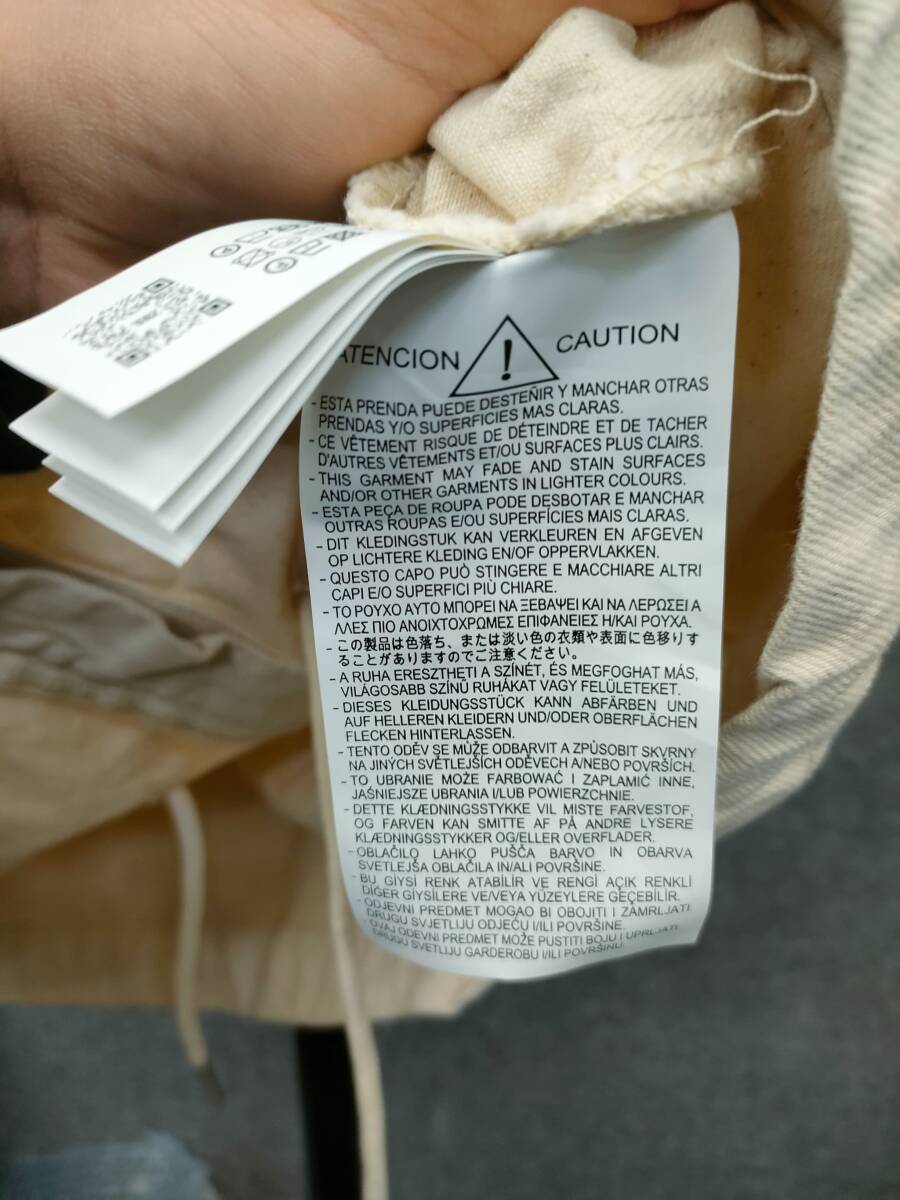 ATENCION
!
CAUTION
- ESTA PRENDA PUEDE DESTEÑIR Y MANCHAR OTRAS
PRENDAS Y/O SUPERFICIES MAS CLARAS.
- CE VÊTEMENT RISQUE DE DÉTEINDRE ET DE TACHER
D'AUTRES VÊTEMENTS ET/OU SURFACES PLUS CLAIRS.
- THIS GARMENT MAY FADE AND STAIN SURFACES
AND/OR OTHER GARMENTS IN LIGHTER COLOURS.
- ESTA PEÇA DE ROUPA PODE DESBOTAR E MANCHAR
OUTRAS ROUPAS E/OU SUPERFÍCIES MAIS CLARAS.
- DIT KLEDINGSTUK KAN VERKLEUREN EN AFGEVEN
OP LICHTERE KLEDING EN/OF OPPERVLAKKEN.
- QUESTO CAPO PUÒ STINGERE E MACCHIARE ALTRI
CAPI E/O SUPERFICI PIÙ CHIARE.
- ΤΟ ΡΟΥΧΟ ΑΥΤΟ ΜΠΟΡΕΙ ΝΑ ΞΕΒΑΨΕΙ ΚΑΙ ΝΑ ΛΕΡΩΣΕΙ Α
ΛΛΕΣ ΠΙΟ ΑΝΟΙΧΤΟΧΡΩΜΕΣ ΕΠΙΦΑΝΕΙΕΣ Η/ΚΑΙ ΡΟΥΧΑ.
- この製品は色落ち、または淡い色の衣類や表面に色移りす
ることがありますのでご注意ください。
- A RUHA ERESZTHETI A SZÍNÉT, ÉS MEGFOGHAT MÁS,
VILÁGOSABB SZÍNŰ RUHÁKAT VAGY FELÜLETEKET.
- DIESES KLEIDUNGSSTÜCK KANN ABFÄRBEN UND
AUF HELLEREN KLEIDERN UND/ODER OBERFLÄCHEN
FLECKEN HINTERLASSEN.
- TENTO ODĚV SE MŮŽE ODBARVIT A ZPŮSOBIT SKVRNY
NA JINÝCH SVĚTLEJŠÍCH ODĚVECH A/NEBO POVRŠÍCH.
- TO UBRANIE MOŻE FARBOWAĆ I ZAPLAMIĆ INNE,
JAŚNIEJSZE UBRANIA I/LUB POWIERZCHNIE.
- DETTE KLÆDNINGSSTYKKE VIL MISTE FARVESTOF,
OG FARVEN KAN SMITTE AF PÅ ANDRE LYSERE
KLÆDNINGSSTYKKER OG/ELLER OVERFLADER.
- OBLAČILO LAHKO PUŠČA BARVO IN OBARVA
SVETLEJŠA OBLAČILA IN/ALI POVRŠINE.
- BU GİYSİ RENK ATABİLİR VE RENGİ AÇIK RENKLİ
DİĞER GİYSİLERE VE/VEYA YÜZEYLERE GEÇEBİLİR.
- ODJEVNI PREDMET MOGAO BI OBOJITI I ZAMRLJATI
DRUGU SVJETLIJU ODJEĆU I/ILI POVRŠINE.
- OVAJ ODEVNI PREDMET MOŽE PUSTITI BOJU I UPRLJATI
DRUGU SVETLIJU GARDEROBU I/ILI POVRŠINU.